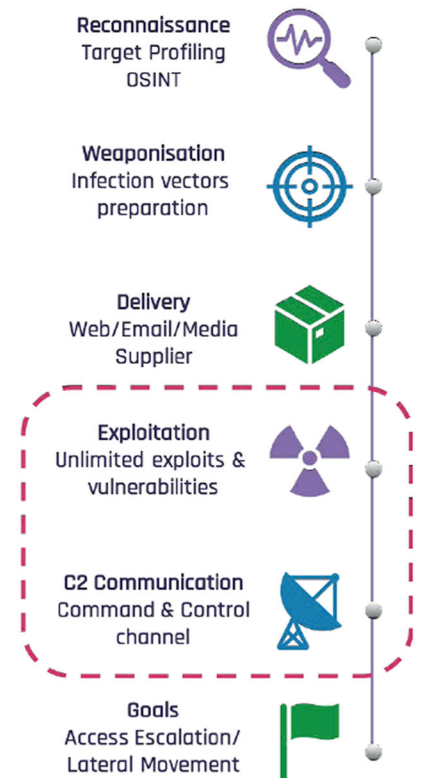 Reconnaissance
Target Profiling
OSINT
Weaponisation
Infection vectors
preparation
Delivery
Web/Email/Media
Supplier
Exploitation
Unlimited exploits &
vulnerabilities
C2 Communication
Command & Control
channel
Goals
Access Escalation/
Lateral Movement